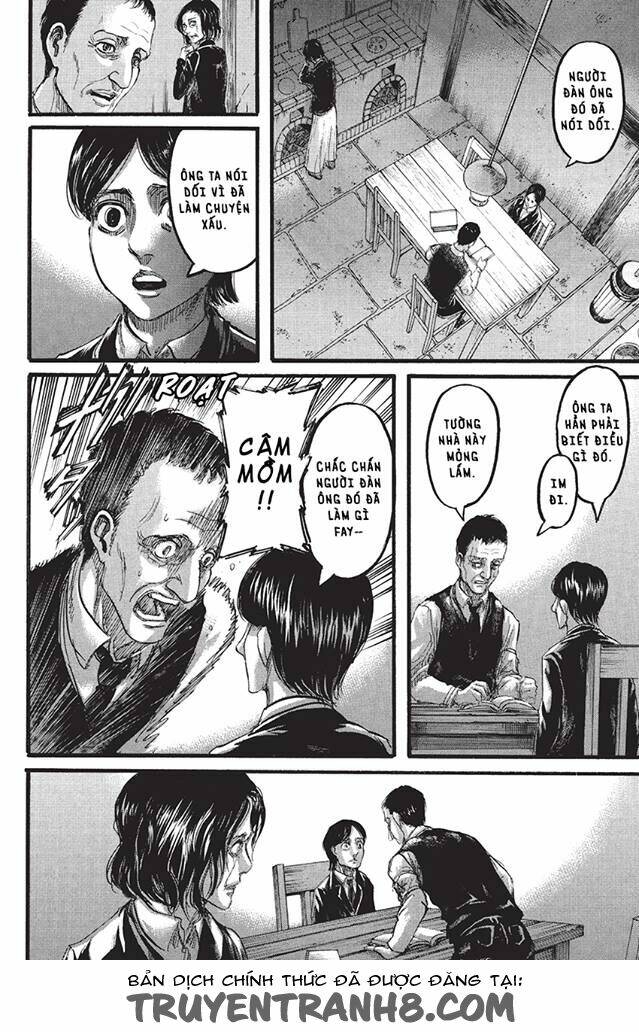 NGƯỜI
ĐÀN ÔNG
ĐÓ ĐÃ
NÓI DỐI.
ÔNG TA NÓI
DỐI VÌ ĐÃ
LÀM CHUYỆN
XẤU.
ÔNG TA
HẲN PHẢI
BIẾT ĐIỀU
GÌ ĐÓ.
IM
ĐI.
TƯỜNG
NHÀ NÀY
MỎNG
LẮM.
CHẮC CHẮN
NGƯỜI ĐÀN
ÔNG ĐÓ ĐÃ
LÀM GÌ
FAY--
CÂM
MỒM
!!
ROẠT
BẢN DỊCH CHÍNH THỨC ĐÃ ĐƯỢC ĐĂNG TẠI:
TRUYENTRANH8.COM